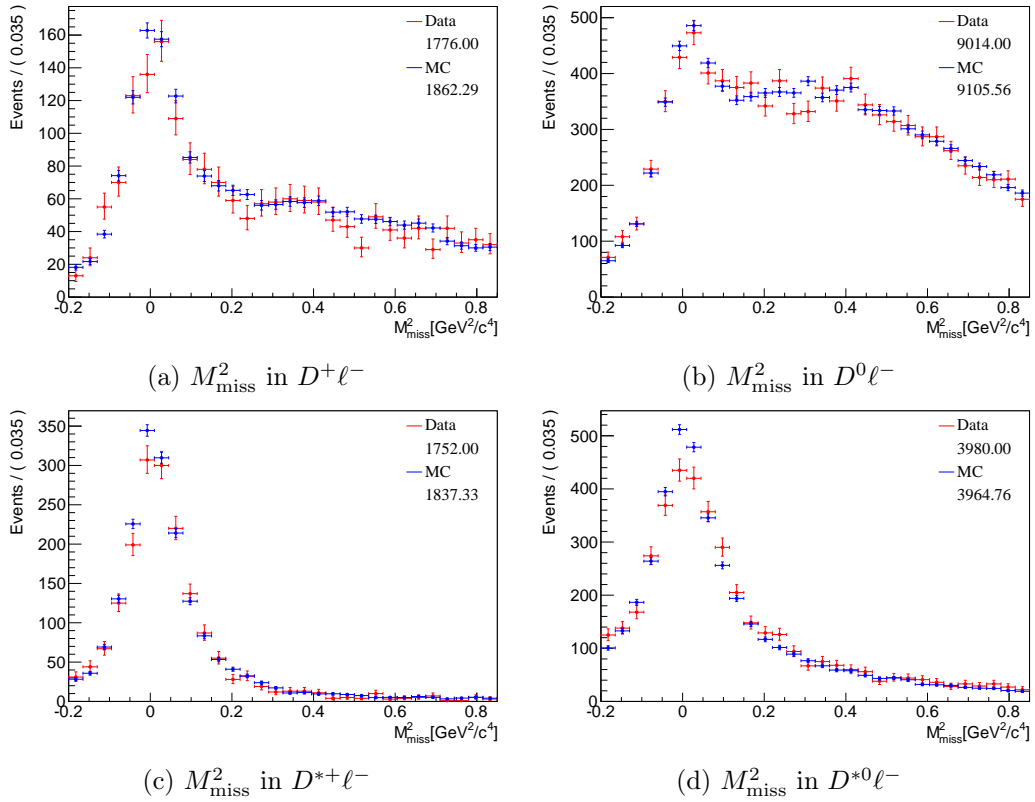 Events / ( 0.035)
160
140
120
100
80
60
40
20
0
Data
1776.00
MC
1862.29
-0.2 0 0.2 0.4 0.6 0.8
M²miss[GeV²/c⁴]
(a) M²miss in D⁺ℓ⁻
Events / ( 0.035)
500
400
300
200
100
0
Data
9014.00
MC
9105.56
-0.2 0 0.2 0.4 0.6 0.8
M²miss[GeV²/c⁴]
(b) M²miss in D⁰ℓ⁻
Events / ( 0.035)
350
300
250
200
150
100
50
0
Data
1752.00
MC
1837.33
-0.2 0 0.2 0.4 0.6 0.8
M²miss[GeV²/c⁴]
(c) M²miss in D*⁺ℓ⁻
Events / ( 0.035)
500
400
300
200
100
0
Data
3980.00
MC
3964.76
-0.2 0 0.2 0.4 0.6 0.8
M²miss[GeV²/c⁴]
(d) M²miss in D*⁰ℓ⁻